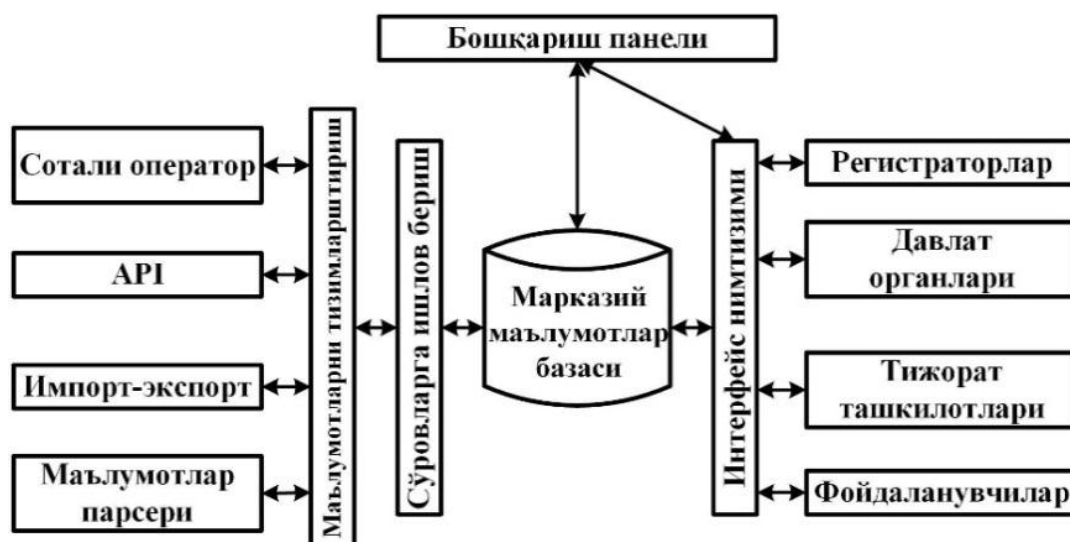 Бошқариш панели
Сотали оператор
API
Импорт-экспорт
Маълумотлар
парсери
Маълумотларни тизимларштириш
Сўровларга ишлов бериш
Марказий
маълумотлар
базаси
Интерфейс нимтизими
Регистраторлар
Давлат
органлари
Тижорат
ташкилотлари
Фойдаланувчилар